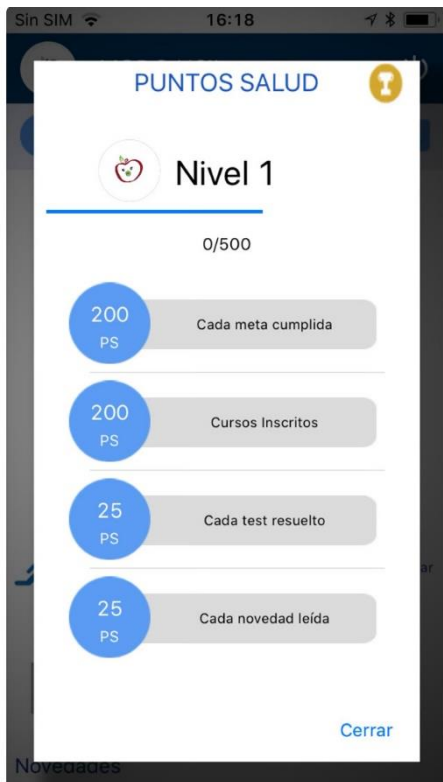 Sin SIM 16:18
PUNTOS SALUD
Nivel 1
0/500
200
PS
Cada meta cumplida
200
PS
Cursos Inscritos
25
PS
Cada test resuelto
25
PS
Cada novedad leída
Cerrar
Novedades